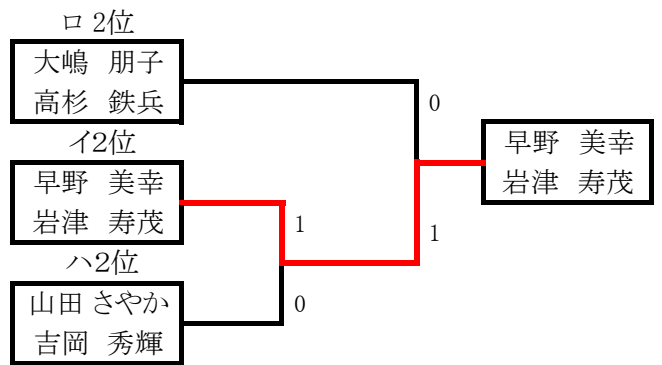 ロ 2位
大嶋 朋子
高杉 鉄兵
0
イ2位
早野 美幸
岩津 寿茂
早野 美幸
岩津 寿茂
1
1
ハ2位
山田 さやか
吉岡 秀輝
0